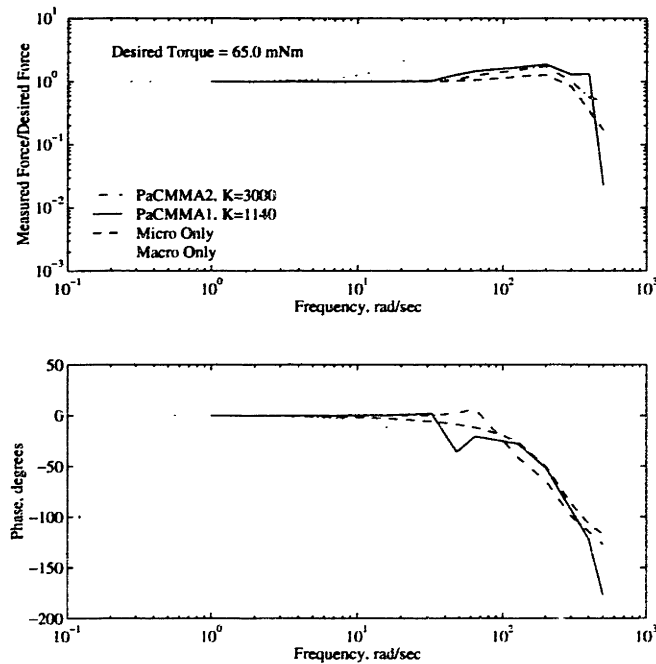 Desired Torque = 65.0 mNm
Measured Force/Desired Force
10^1
10^0
10^-1
10^-2
10^-3
PaCMMA2, K=3000
PaCMMA1, K=1140
Micro Only
Macro Only
10^-1
10^0
10^1
10^2
10^3
Frequency, rad/sec
Phase, degrees
50
0
-50
-100
-150
-200
10^-1
10^0
10^1
10^2
10^3
Frequency, rad/sec